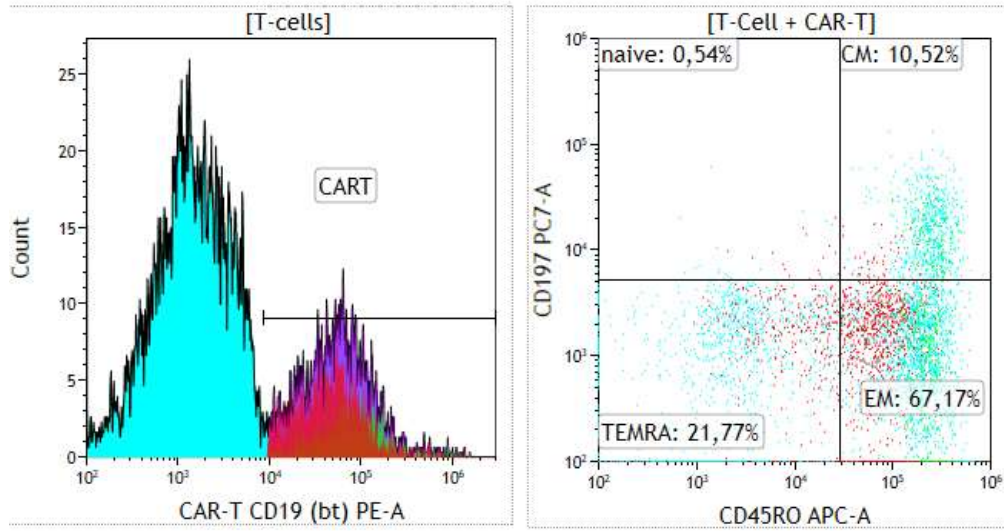 [T-cells]
25
20
15
10
5
0
Count
CART
10² 10³ 10⁴ 10⁵ 10⁶
CAR-T CD19 (bt) PE-A
[T-Cell + CAR-T]
naive: 0,54%
CM: 10,52%
10⁶
10⁵
10⁴
10³
10²
CD197 PC7-A
EM: 67,17%
TEMRA: 21,77%
10² 10³ 10⁴ 10⁵ 10⁶
CD45RO APC-A